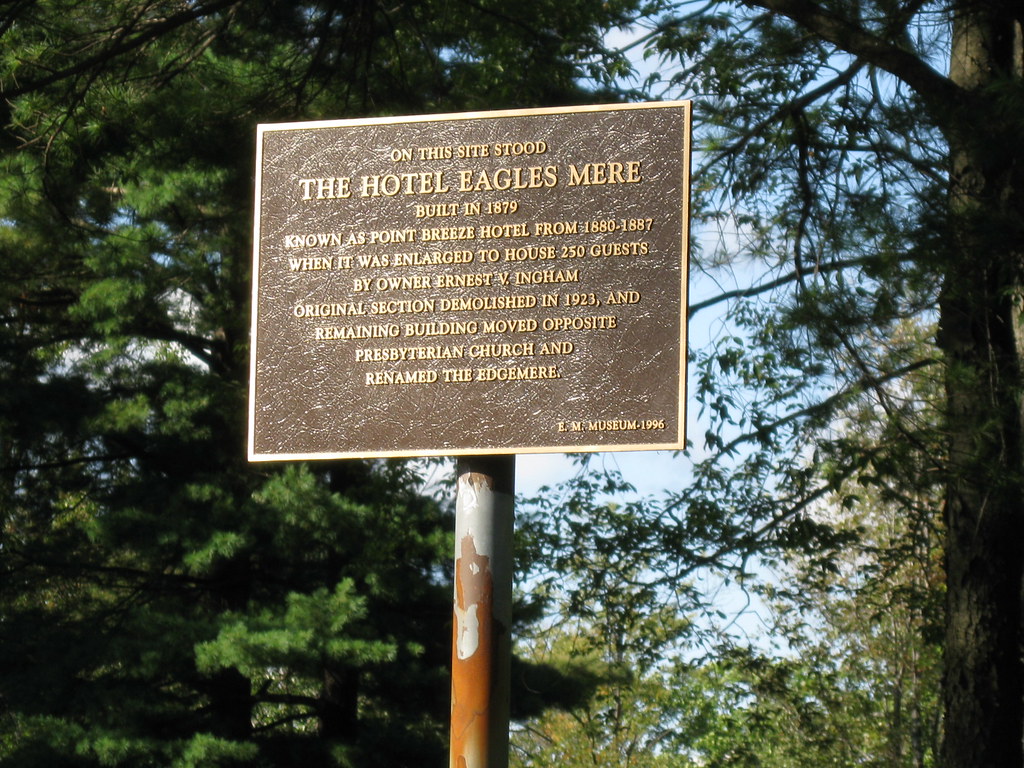 ON THIS SITE STOOD
THE HOTEL EAGLES MERE
BUILT IN 1879
KNOWN AS POINT BREEZE HOTEL FROM 1880-1887
WHEN IT WAS ENLARGED TO HOUSE 250 GUESTS
BY OWNER ERNEST V. INGHAM
ORIGINAL SECTION DEMOLISHED IN 1923, AND
REMAINING BUILDING MOVED OPPOSITE
PRESBYTERIAN CHURCH AND
RENAMED THE EDGEMERE.
E. M. MUSEUM-1996